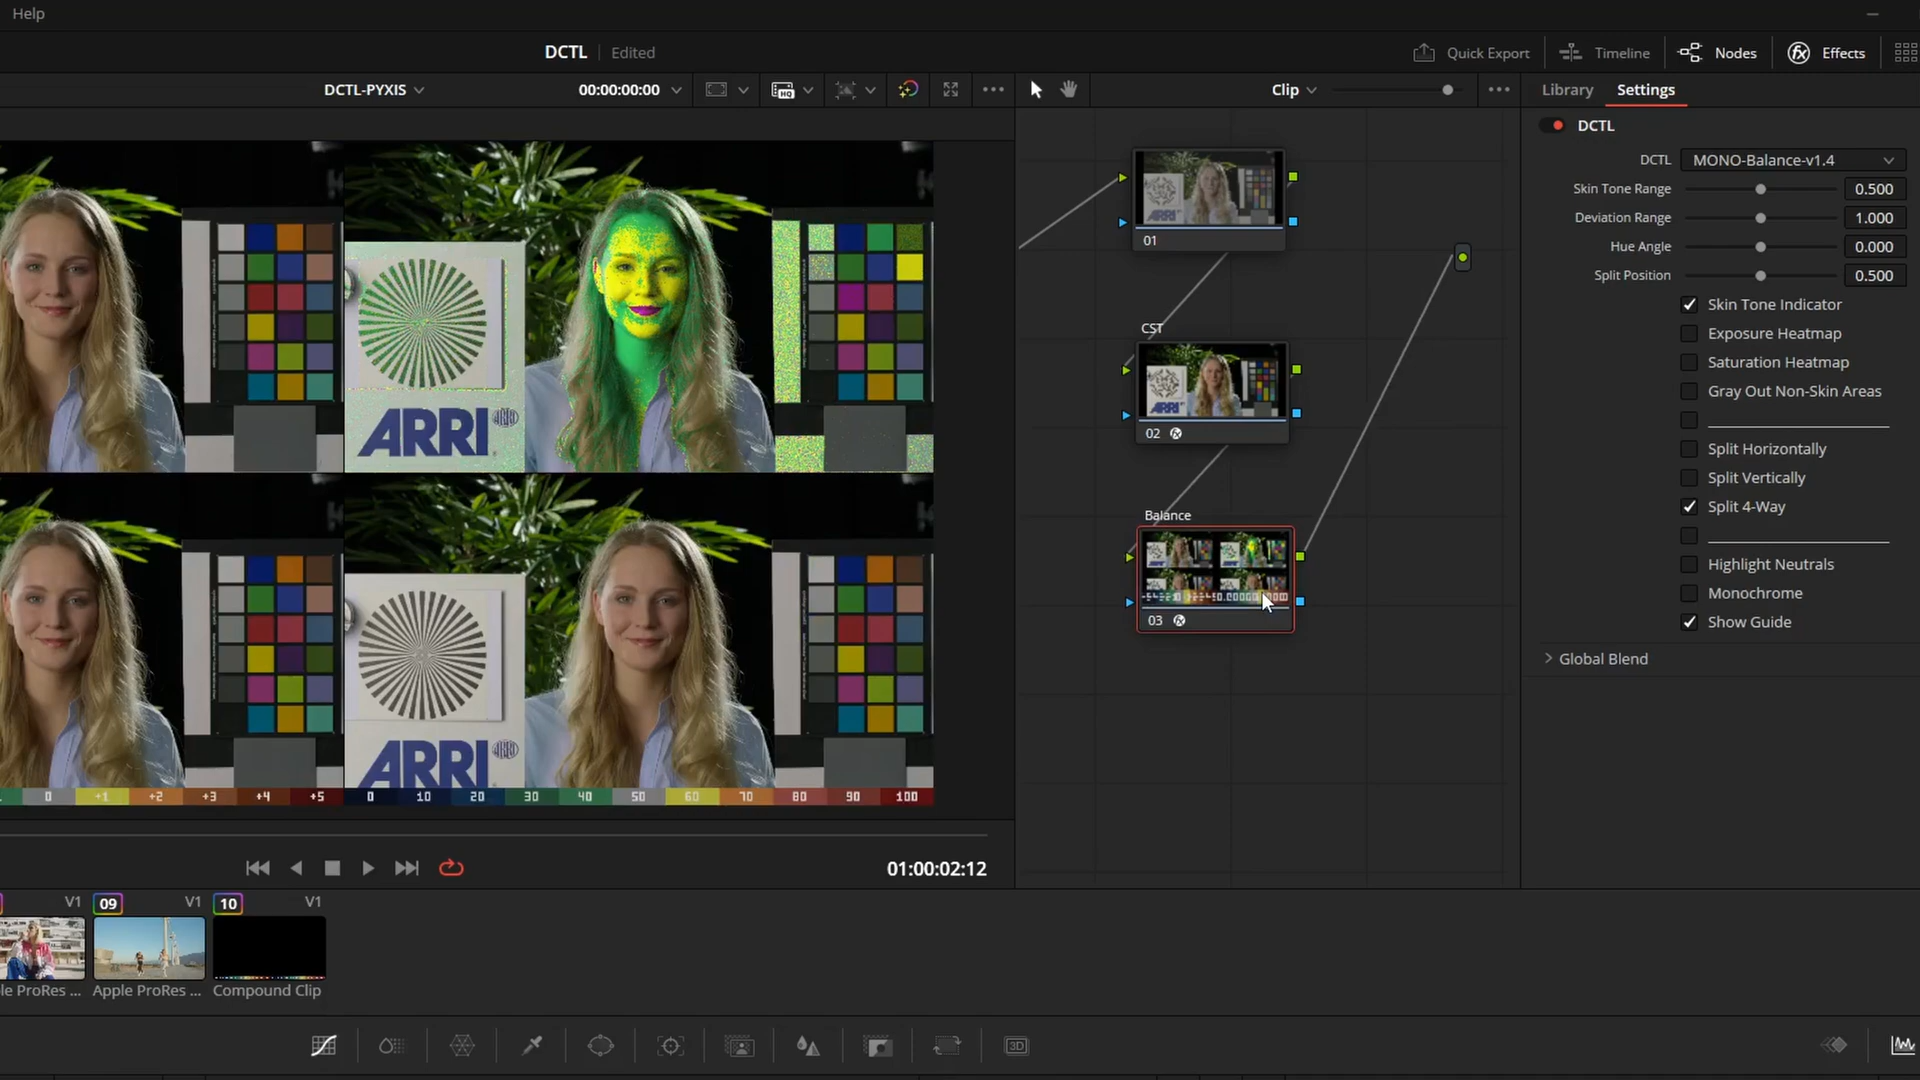 Help
DCTL
Edited
Quick Export
Timeline
Nodes
Effects
DCTL-PYXIS
00:00:00:00
HQ
Clip
Library
Settings
DCTL
DCTL
MONO-Balance-v1.4
Skin Tone Range
0.500
Deviation Range
1.000
Hue Angle
0.000
Split Position
0.500
Skin Tone Indicator
Exposure Heatmap
Saturation Heatmap
Gray Out Non-Skin Areas
Split Horizontally
Split Vertically
Split 4-Way
Highlight Neutrals
Monochrome
Show Guide
Global Blend
01
CST
02
Balance
03
ARRI
ARRI
0 +1 +2 +3 +4 +5
0 10 20 30 40 50 60 70 80 90 100
01:00:02:12
V1
09
V1
10
V1
le ProRes ...
Apple ProRes ...
Compound Clip
3D